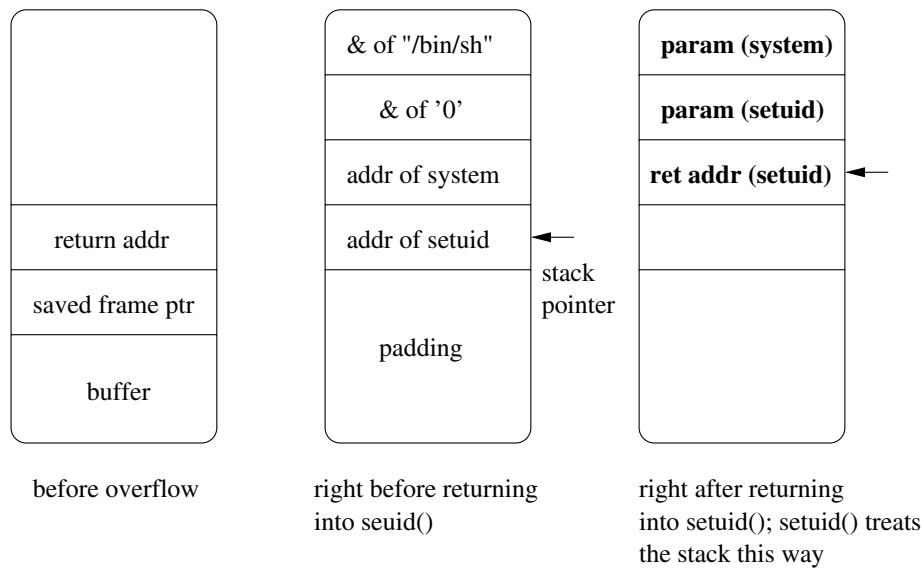 & of "/bin/sh"
& of '0'
addr of system
addr of setuid
padding
stack
pointer
return addr
saved frame ptr
buffer
param (system)
param (setuid)
ret addr (setuid)
before overflow
right before returning
into seuid()
right after returning
into setuid(); setuid() treats
the stack this way